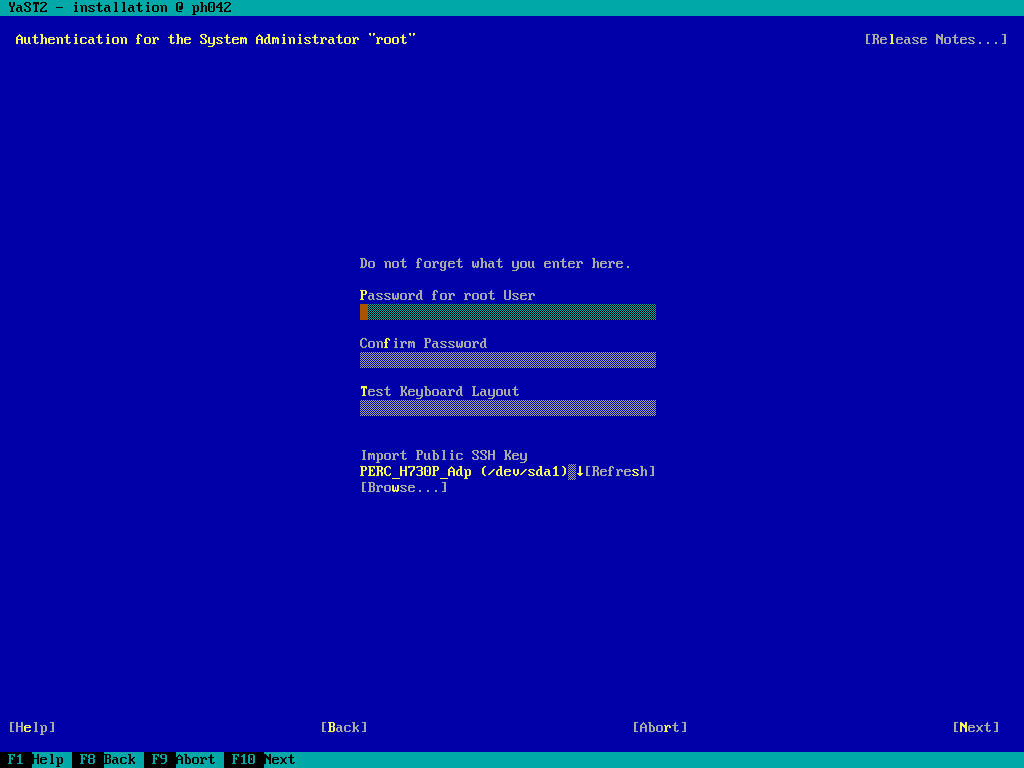 YaST2 - installation @ ph042
Authentication for the System Administrator "root" [Release Notes...]
Do not forget what you enter here.
Password for root User
Confirm Password
Test Keyboard Layout
Import Public SSH Key
PERC_H730P_Adp (/dev/sda1)↓[Refresh]
[Browse...]
[Help] [Back] [Abort] [Next]
F1 Help F8 Back F9 Abort F10 Next